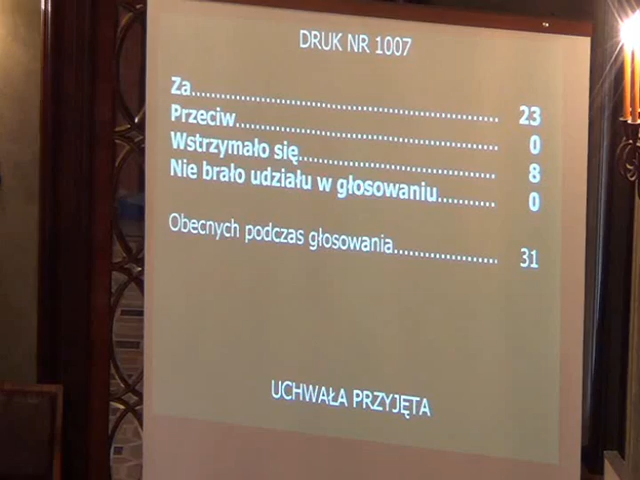 DRUK NR 1007
Za............................................................ 23
Przeciw.................................................... 0
Wstrzymało się........................................ 8
Nie brało udziału w głosowaniu.......... 0
Obecnych podczas głosowania.................. 31
UCHWAŁA PRZYJĘTA